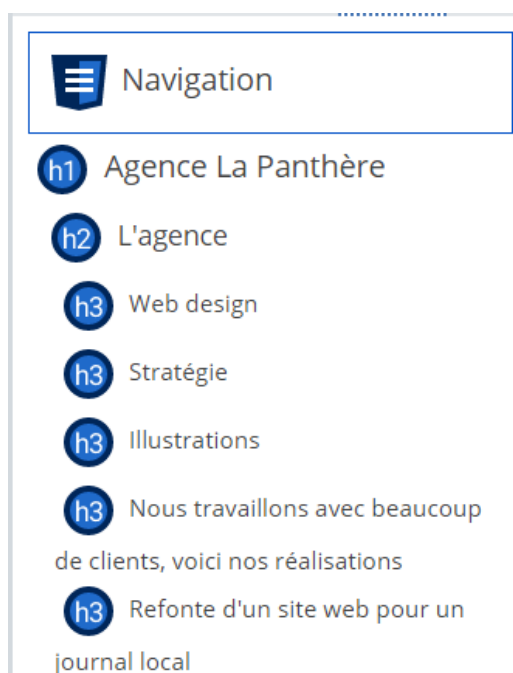 Navigation
h1 Agence La Panthère
h2 L'agence
h3 Web design
h3 Stratégie
h3 Illustrations
h3 Nous travaillons avec beaucoup
de clients, voici nos réalisations
h3 Refonte d'un site web pour un
journal local